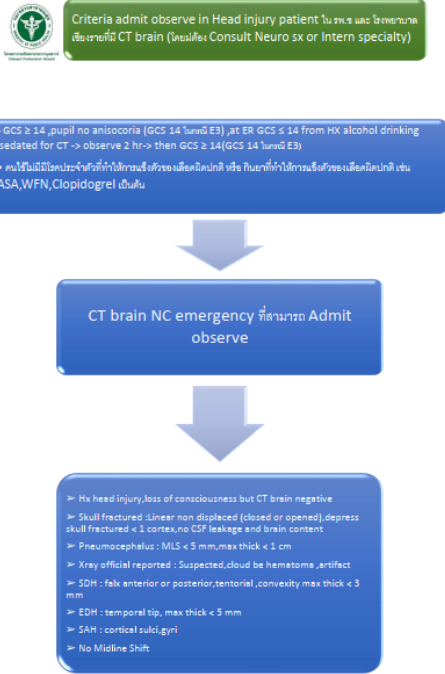 Criteria admit observe in Head injury patient ใน รพ.ช และ โรงพยาบาล
เชียงรายที่มี CT brain (โดยไม่ต้อง Consult Neuro sx or Intern specialty)
GCS ≥ 14 ,pupil no anisocoria (GCS 14 ในกรณี E3) ,at ER GCS ≤ 14 from HX alcohol drinking
sedated for CT -> observe 2 hr-> then GCS ≥ 14(GCS 14 ในกรณี E3)
คนไข้ไม่มีมีโรคประจำตัวที่ทำให้การแข็งตัวของเลือดผิดปกติ หรือ กินยาที่ทำให้การแข็งตัวของเลือดผิดปกติ เช่น
ASA,WFN,Clopidogrel เป็นต้น
CT brain NC emergency ที่สามารถ Admit
observe
➢ Hx head injury,loss of consciousness but CT brain negative
➢ Skull fractured :Linear non displaced (closed or opened),depress
skull fractured < 1 cortex,no CSF leakage and brain content
➢ Pneumocephalus : MLS < 5 mm,max thick < 1 cm
➢ Xray official reported : Suspected,cloud be hematoma ,artifact
➢ SDH : falx anterior or posterior,tentorial ,convexity max thick < 3
mm
➢ EDH : temporal tip, max thick < 5 mm
➢ SAH : cortical sulci,gyri
➢ No Midline Shift